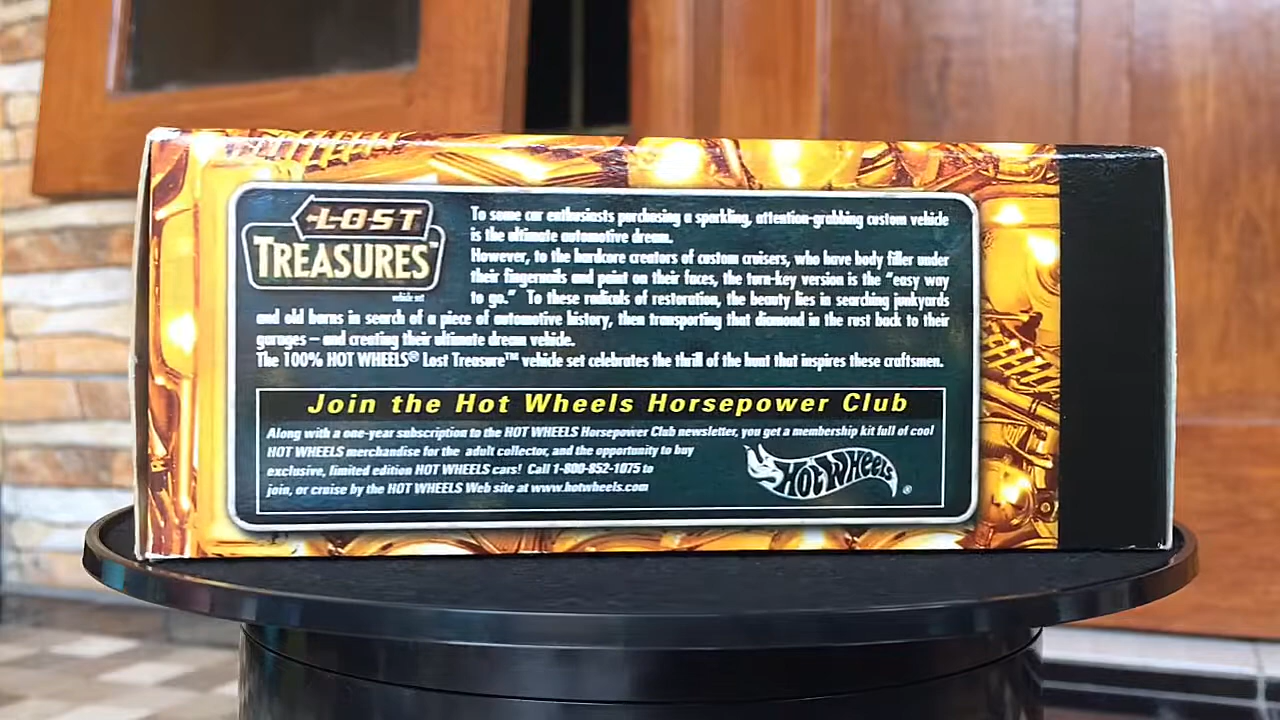 LOST
TREASURES™
vehicle set
To some car enthusiasts purchasing a sparkling, attention-grabbing custom vehicle
is the ultimate automotive dream.
However, to the hardcore creators of custom cruisers, who have body filler under
their fingernails and paint on their faces, the turn-key version is the "easy way
to go." To these radicals of restoration, the beauty lies in searching junkyards
and old barns in search of a piece of automotive history, then transporting that diamond in the rust back to their
garages – and creating their ultimate dream vehicle.
The 100% HOT WHEELS® Lost Treasure™ vehicle set celebrates the thrill of the hunt that inspires these craftsmen.
Join the Hot Wheels Horsepower Club
Along with a one-year subscription to the HOT WHEELS Horsepower Club newsletter, you get a membership kit full of cool
HOT WHEELS merchandise for the adult collector, and the opportunity to buy
exclusive, limited edition HOT WHEELS cars! Call 1-800-852-1075 to
join, or cruise by the HOT WHEELS Web site at www.hotwheels.com
HOT WHEELS®